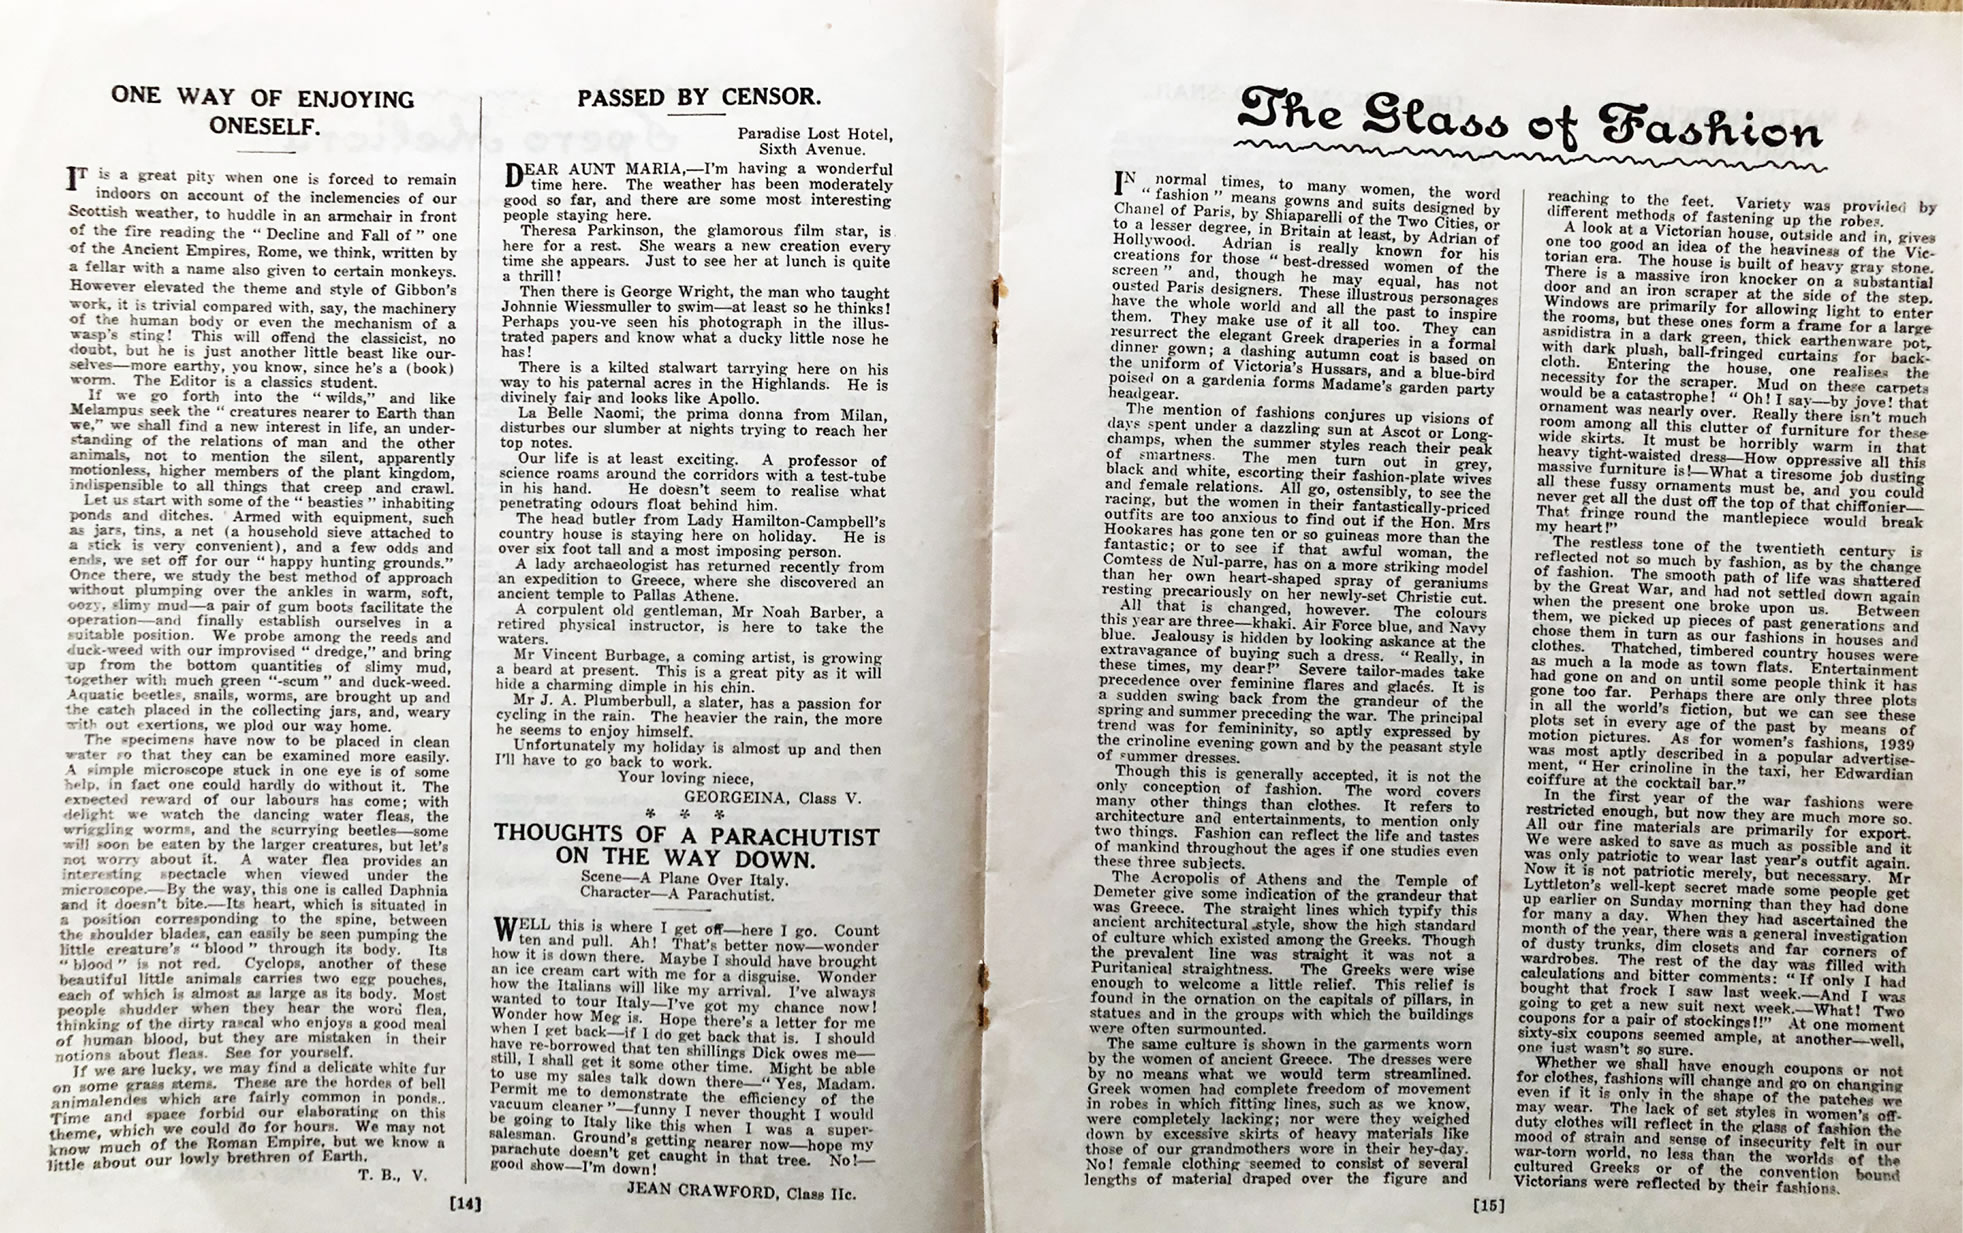 ONE WAY OF ENJOYING
ONESELF.
IT is a great pity when one is forced to remain
indoors on account of the inclemencies of our
Scottish weather, to huddle in an armchair in front
of the fire reading the " Decline and Fall of " one
of the Ancient Empires, Rome, we think, written by
a fellar with a name also given to certain monkeys.
However elevated the theme and style of Gibbon's
work, it is trivial compared with, say, the machinery
of the human body or even the mechanism of a
wasp's sting! This will offend the classicist, no
doubt, but he is just another little beast like our-
selves—more earthy, you know, since he's a (book)
worm. The Editor is a classics student.
If we go forth into the " wilds," and like
Melampus seek the " creatures nearer to Earth than
we," we shall find a new interest in life, an under-
standing of the relations of man and the other
animals, not to mention the silent, apparently
motionless, higher members of the plant kingdom,
indispensible to all things that creep and crawl.
Let us start with some of the " beasties " inhabiting
ponds and ditches. Armed with equipment, such
as jars, tins, a net (a household sieve attached to
a stick is very convenient), and a few odds and
ends, we set off for our " happy hunting grounds."
Once there, we study the best method of approach
without plumping over the ankles in warm, soft,
oozy, slimy mud—a pair of gum boots facilitate the
operation—and finally establish ourselves in a
suitable position. We probe among the reeds and
duck-weed with our improvised " dredge," and bring
up from the bottom quantities of slimy mud,
together with much green "-scum " and duck-weed.
Aquatic beetles, snails, worms, are brought up and
the catch placed in the collecting jars, and, weary
with out exertions, we plod our way home.
The specimens have now to be placed in clean
water so that they can be examined more easily.
A simple microscope stuck in one eye is of some
help, in fact one could hardly do without it. The
expected reward of our labours has come; with
delight we watch the dancing water fleas, the
wriggling worms, and the scurrying beetles—some
will soon be eaten by the larger creatures, but let's
not worry about it. A water flea provides an
interesting spectacle when viewed under the
microscope.—By the way, this one is called Daphnia
and it doesn't bite.—Its heart, which is situated in
a position corresponding to the spine, between
the shoulder blades, can easily be seen pumping the
little creature's " blood " through its body. Its
" blood " is not red. Cyclops, another of these
beautiful little animals carries two egg pouches,
each of which is almost as large as its body. Most
people shudder when they hear the word flea,
thinking of the dirty rascal who enjoys a good meal
of human blood, but they are mistaken in their
notions about fleas. See for yourself.
If we are lucky, we may find a delicate white fur
on some grass stems. These are the hordes of bell
animalendes which are fairly common in ponds..
Time and space forbid our elaborating on this
theme, which we could do for hours. We may not
know much of the Roman Empire, but we know a
little about our lowly brethren of Earth.
T. B., V.
[14]
PASSED BY CENSOR.
Paradise Lost Hotel,
Sixth Avenue.
DEAR AUNT MARIA,—I'm having a wonderful
time here. The weather has been moderately
good so far, and there are some most interesting
people staying here.
Theresa Parkinson, the glamorous film star, is
here for a rest. She wears a new creation every
time she appears. Just to see her at lunch is quite
a thrill!
Then there is George Wright, the man who taught
Johnnie Wiessmuller to swim—at least so he thinks!
Perhaps you-ve seen his photograph in the illus-
trated papers and know what a ducky little nose he
has!
There is a kilted stalwart tarrying here on his
way to his paternal acres in the Highlands. He is
divinely fair and looks like Apollo.
La Belle Naomi, the prima donna from Milan,
disturbes our slumber at nights trying to reach her
top notes.
Our life is at least exciting. A professor of
science roams around the corridors with a test-tube
in his hand. He doesn't seem to realise what
penetrating odours float behind him.
The head butler from Lady Hamilton-Campbell's
country house is staying here on holiday. He is
over six foot tall and a most imposing person.
A lady archaeologist has returned recently from
an expedition to Greece, where she discovered an
ancient temple to Pallas Athene.
A corpulent old gentleman, Mr Noah Barber, a
retired physical instructor, is here to take the
waters.
Mr Vincent Burbage, a coming artist, is growing
a beard at present. This is a great pity as it will
hide a charming dimple in his chin.
Mr J. A. Plumberbull, a slater, has a passion for
cycling in the rain. The heavier the rain, the more
he seems to enjoy himself.
Unfortunately my holiday is almost up and then
I'll have to go back to work.
Your loving niece,
GEORGEINA, Class V.
* * *
THOUGHTS OF A PARACHUTIST
ON THE WAY DOWN.
Scene—A Plane Over Italy.
Character—A Parachutist.
WELL this is where I get off—here I go. Count
ten and pull. Ah! That's better now—wonder
how it is down there. Maybe I should have brought
an ice cream cart with me for a disguise. Wonder
how the Italians will like my arrival. I've always
wanted to tour Italy—I've got my chance now!
Wonder how Meg is. Hope there's a letter for me
when I get back—if I do get back that is. I should
have re-borrowed that ten shillings Dick owes me—
still, I shall get it some other time. Might be able
to use my sales talk down there—" Yes, Madam.
Permit me to demonstrate the efficiency of the
vacuum cleaner "—funny I never thought I would
be going to Italy like this when I was a super-
salesman. Ground's getting nearer now—hope my
parachute doesn't get caught in that tree. No!—
good show—I'm down!
JEAN CRAWFORD, Class IIc.
The Glass of Fashion
IN normal times, to many women, the word
" fashion " means gowns and suits designed by
Chanel of Paris, by Shiaparelli of the Two Cities, or
to a lesser degree, in Britain at least, by Adrian of
Hollywood. Adrian is really known for his
creations for those " best-dressed women of the
screen " and, though he may equal, has not
ousted Paris designers. These illustrous personages
have the whole world and all the past to inspire
them. They make use of it all too. They can
resurrect the elegant Greek draperies in a formal
dinner gown; a dashing autumn coat is based on
the uniform of Victoria's Hussars, and a blue-bird
poised on a gardenia forms Madame's garden party
headgear.
The mention of fashions conjures up visions of
days spent under a dazzling sun at Ascot or Long-
champs, when the summer styles reach their peak
of smartness. The men turn out in grey,
black and white, escorting their fashion-plate wives
and female relations. All go, ostensibly, to see the
racing, but the women in their fantastically-priced
outfits are too anxious to find out if the Hon. Mrs
Hookares has gone ten or so guineas more than the
fantastic; or to see if that awful woman, the
Comtess de Nul-parre, has on a more striking model
than her own heart-shaped spray of geraniums
resting precariously on her newly-set Christie cut.
All that is changed, however. The colours
this year are three—khaki. Air Force blue, and Navy
blue. Jealousy is hidden by looking askance at the
extravagance of buying such a dress. " Really, in
these times, my dear!" Severe tailor-mades take
precedence over feminine flares and glacés. It is
a sudden swing back from the grandeur of the
spring and summer preceding the war. The principal
trend was for femininity, so aptly expressed by
the crinoline evening gown and by the peasant style
of summer dresses.
Though this is generally accepted, it is not the
only conception of fashion. The word covers
many other things than clothes. It refers to
architecture and entertainments, to mention only
two things. Fashion can reflect the life and tastes
of mankind throughout the ages if one studies even
these three subjects.
The Acropolis of Athens and the Temple of
Demeter give some indication of the grandeur that
was Greece. The straight lines which typify this
ancient architectural style, show the high standard
of culture which existed among the Greeks. Though
the prevalent line was straight it was not a
Puritanical straightness. The Greeks were wise
enough to welcome a little relief. This relief is
found in the ornation on the capitals of pillars, in
statues and in the groups with which the buildings
were often surmounted.
The same culture is shown in the garments worn
by the women of ancient Greece. The dresses were
by no means what we would term streamlined.
Greek women had complete freedom of movement
in robes in which fitting lines, such as we know,
were completely lacking; nor were they weighed
down by excessive skirts of heavy materials like
those of our grandmothers wore in their hey-day.
No! female clothing seemed to consist of several
lengths of material draped over the figure and
reaching to the feet. Variety was provided by
different methods of fastening up the robes.
A look at a Victorian house, outside and in, gives
one too good an idea of the heaviness of the Vic-
torian era. The house is built of heavy gray stone.
There is a massive iron knocker on a substantial
door and an iron scraper at the side of the step.
Windows are primarily for allowing light to enter
the rooms, but these ones form a frame for a large
aspidistra in a dark green, thick earthenware pot,
with dark plush, ball-fringed curtains for back-
cloth. Entering the house, one realises the
necessity for the scraper. Mud on these carpets
would be a catastrophe! " Oh! I say—by jove! that
ornament was nearly over. Really there isn't much
room among all this clutter of furniture for these
wide skirts. It must be horribly warm in that
heavy tight-waisted dress—How oppressive all this
massive furniture is!—What a tiresome job dusting
all these fussy ornaments must be, and you could
never get all the dust off the top of that chiffonier—
That fringe round the mantlepiece would break
my heart!"
The restless tone of the twentieth century is
reflected not so much by fashion, as by the change
of fashion. The smooth path of life was shattered
by the Great War, and had not settled down again
when the present one broke upon us. Between
them, we picked up pieces of past generations and
chose them in turn as our fashions in houses and
clothes. Thatched, timbered country houses were
as much a la mode as town flats. Entertainment
had gone on and on until some people think it has
gone too far. Perhaps there are only three plots
in all the world's fiction, but we can see these
plots set in every age of the past by means of
motion pictures. As for women's fashions, 1939
was most aptly described in a popular advertise-
ment, " Her crinoline in the taxi, her Edwardian
coiffure at the cocktail bar."
In the first year of the war fashions were
restricted enough, but now they are much more so.
All our fine materials are primarily for export.
We were asked to save as much as possible and it
was only patriotic to wear last year's outfit again.
Now it is not patriotic merely, but necessary. Mr
Lyttleton's well-kept secret made some people get
up earlier on Sunday morning than they had done
for many a day. When they had ascertained the
month of the year, there was a general investigation
of dusty trunks, dim closets and far corners of
wardrobes. The rest of the day was filled with
calculations and bitter comments: " If only I had
bought that frock I saw last week.—And I was
going to get a new suit next week.—What! Two
coupons for a pair of stockings!!" At one moment
sixty-six coupons seemed ample, at another—well,
one just wasn't so sure.
Whether we shall have enough coupons or not
for clothes, fashions will change and go on changing
even if it is only in the shape of the patches we
may wear. The lack of set styles in women's off-
duty clothes will reflect in the glass of fashion the
mood of strain and sense of insecurity felt in our
war-torn world, no less than the worlds of the
cultured Greeks or of the convention bound
Victorians were reflected by their fashions.
[15]